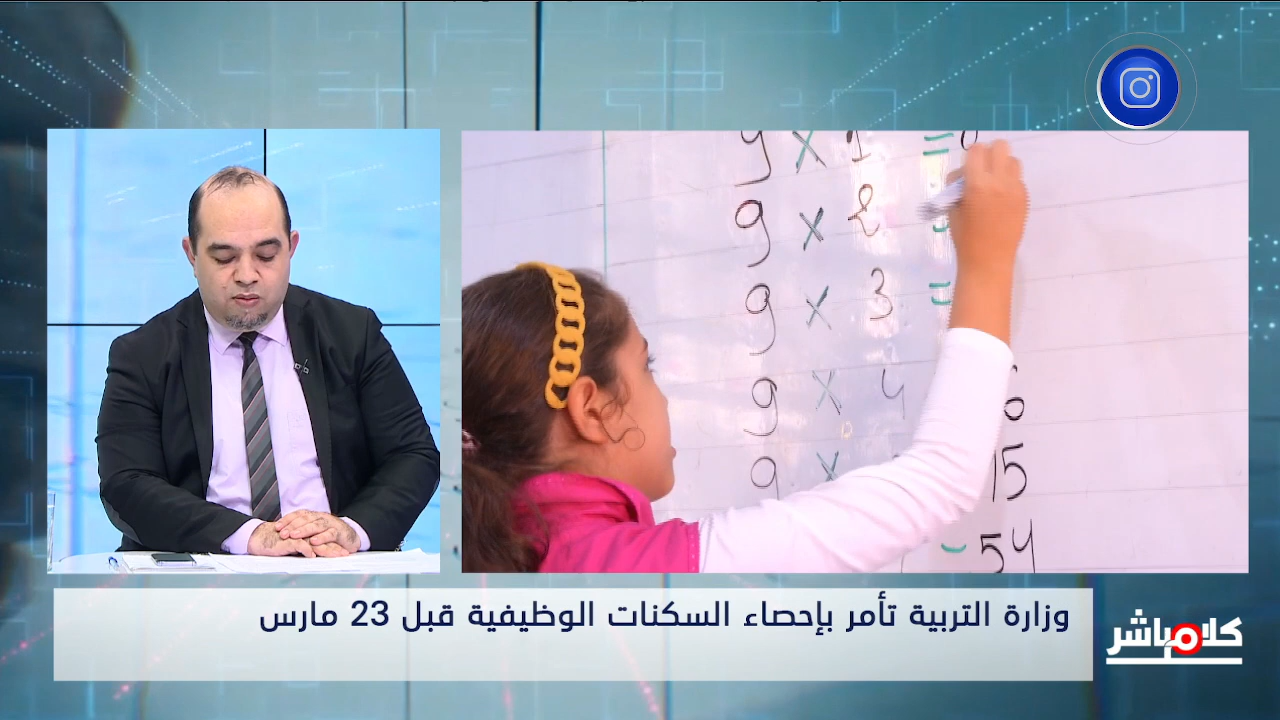 9 × 1 =
9 × 2 =
9 × 3 =
9 × 4
9 ×
15
54
وزارة التربية تأمر بإحصاء السكنات الوظيفية قبل 23 مارس
كلام مباشر